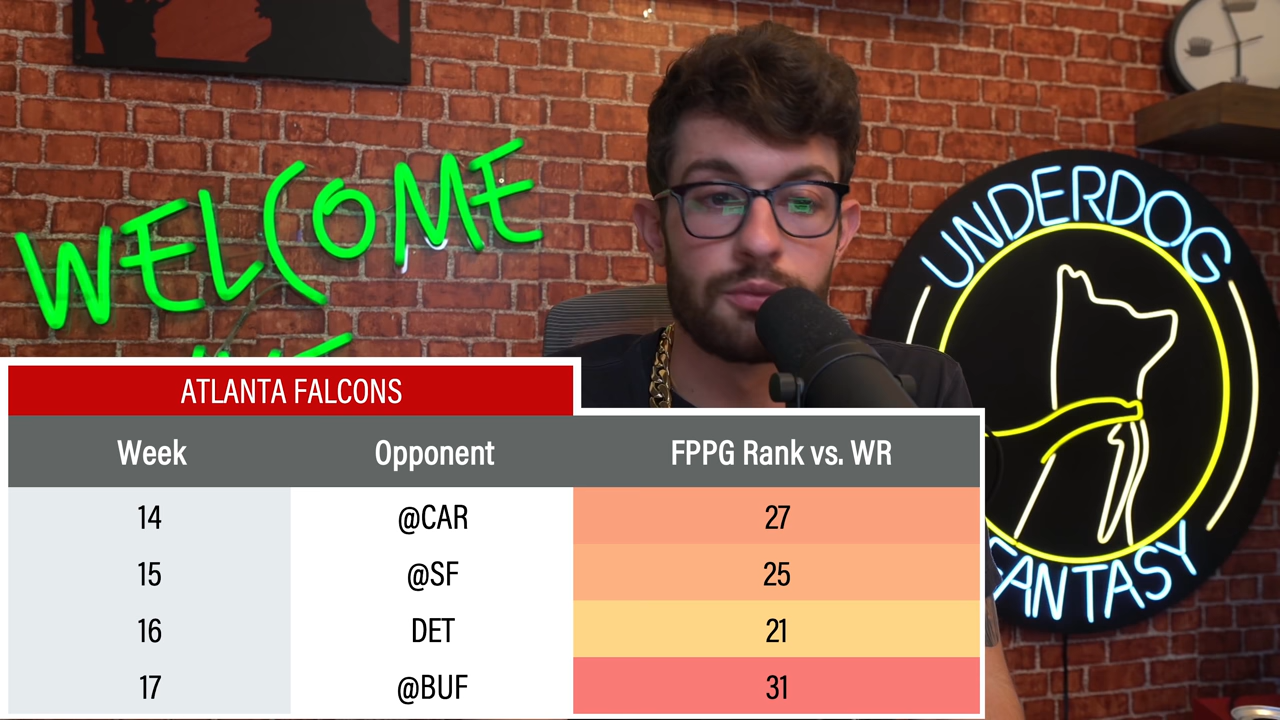 WELCOME
UNDERDOG
FANTASY
ATLANTA FALCONS
Week Opponent FPPG Rank vs. WR
14 @CAR 27
15 @SF 25
16 DET 21
17 @BUF 31